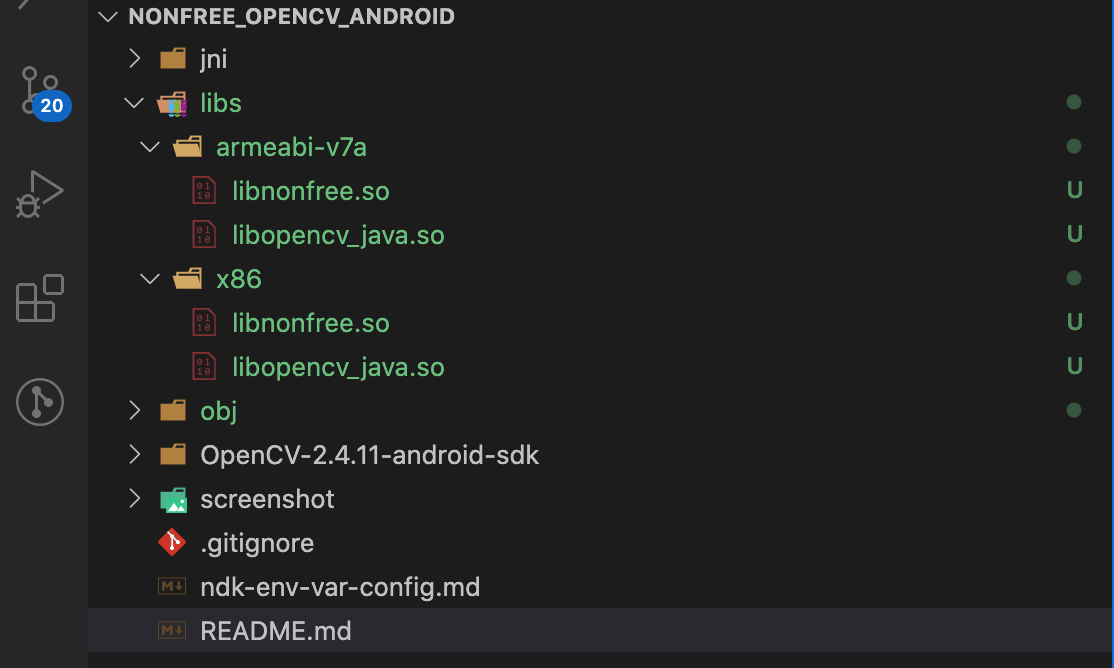 NONFREE_OPENCV_ANDROID
jni
20
libs
armeabi-v7a
libnonfree.so U
libopencv_java.so U
x86
libnonfree.so U
libopencv_java.so U
obj
OpenCV-2.4.11-android-sdk
screenshot
.gitignore
M↓ ndk-env-var-config.md
M↓ README.md